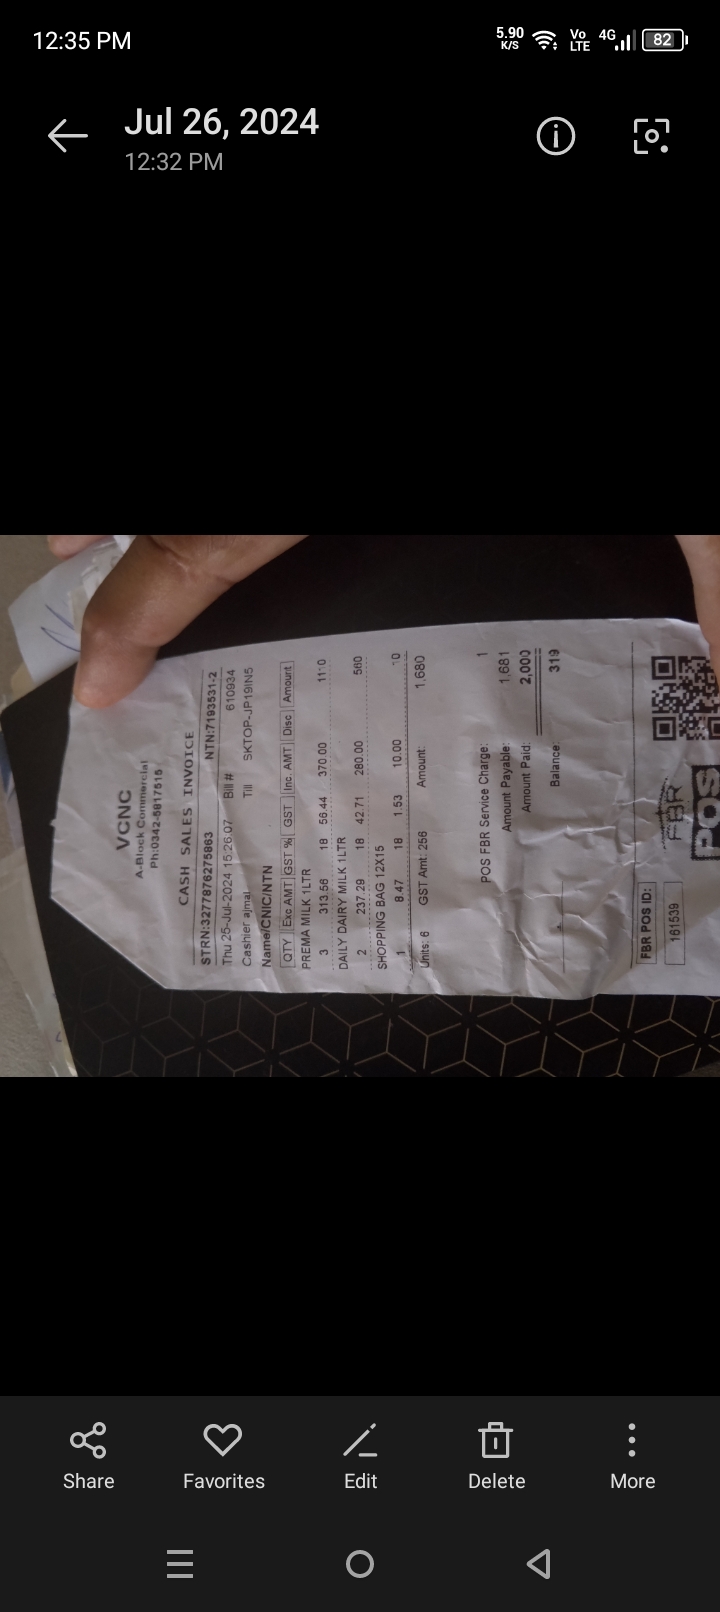 12:35 PM
5.90 K/S Vo LTE 4G 82
Jul 26, 2024
12:32 PM
VCNC
A-Block Commercial
Ph:0342-5817515
CASH SALES INVOICE
STRN:3277876275863 NTN:7193531-2
Thu 25-Jul-2024 15:26:07 Bill # 610934
Cashier ajmal Till SKTOP-JP19IN5
Name/CNIC/NTN
QTY Exc AMT GST % GST Inc. AMT Disc Amount
PREMA MILK 1LTR
3 313.56 18 56.44 370.00 1110
DAILY DAIRY MILK 1LTR
2 237.29 18 42.71 280.00 560
SHOPPING BAG 12X15
1 8.47 18 1.53 10.00 10
Units: 6 GST Amt: 256 Amount: 1,680
POS FBR Service Charge: 1
Amount Payable: 1,681
Amount Paid: 2,000
Balance: 319
FBR POS ID:
161539
FBR
POS
Share Favorites Edit Delete More